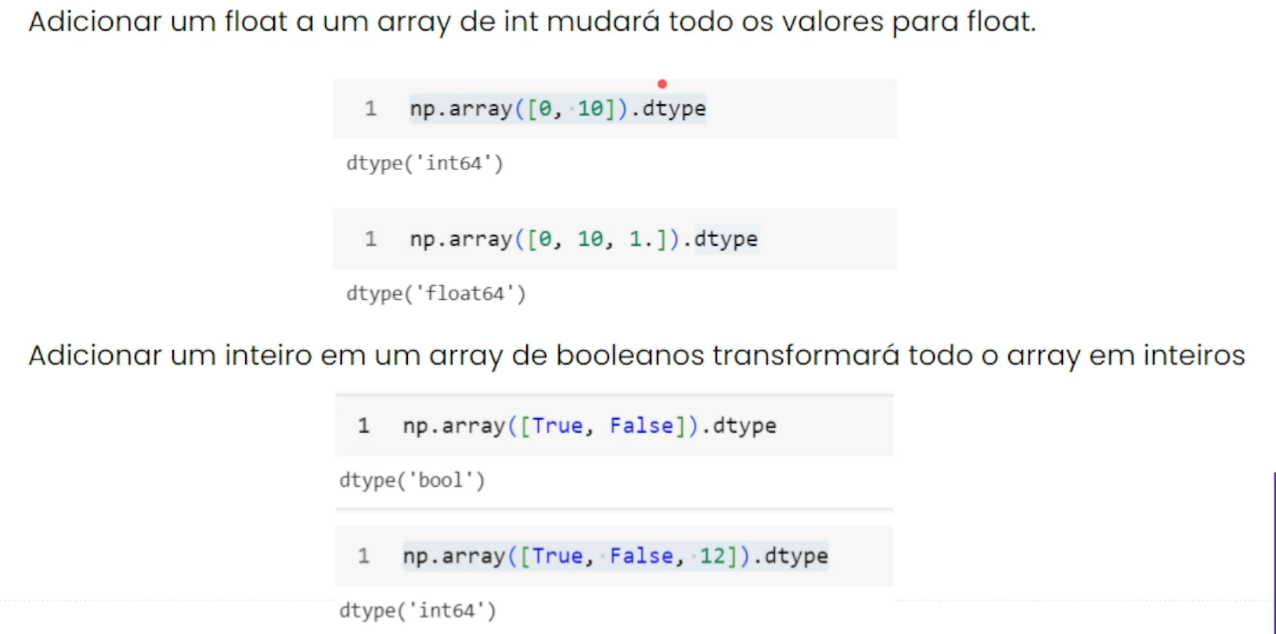 Adicionar um float a um array de int mudará todo os valores para float.
1 np.array([0, 10]).dtype
dtype('int64')
1 np.array([0, 10, 1.]).dtype
dtype('float64')
Adicionar um inteiro em um array de booleanos transformará todo o array em inteiros
1 np.array([True, False]).dtype
dtype('bool')
1 np.array([True, False, 12]).dtype
dtype('int64')